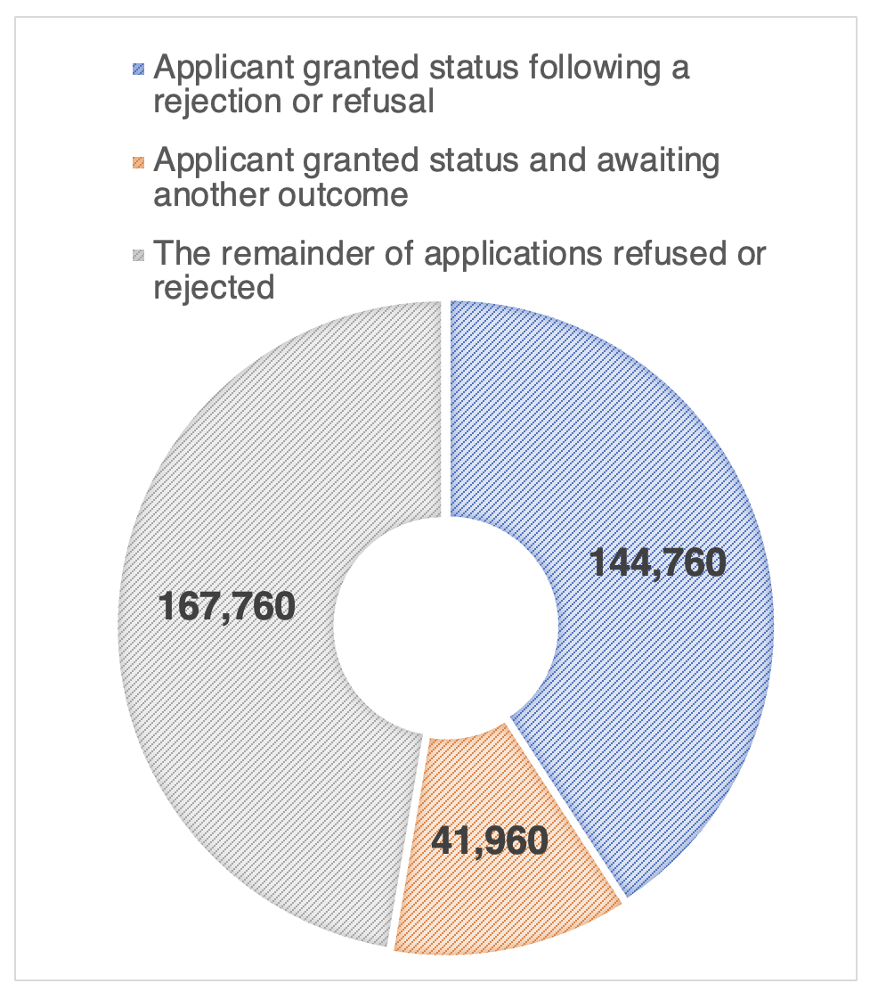 Applicant granted status following a
rejection or refusal
Applicant granted status and awaiting
another outcome
The remainder of applications refused or
rejected
144,760
167,760
41,960